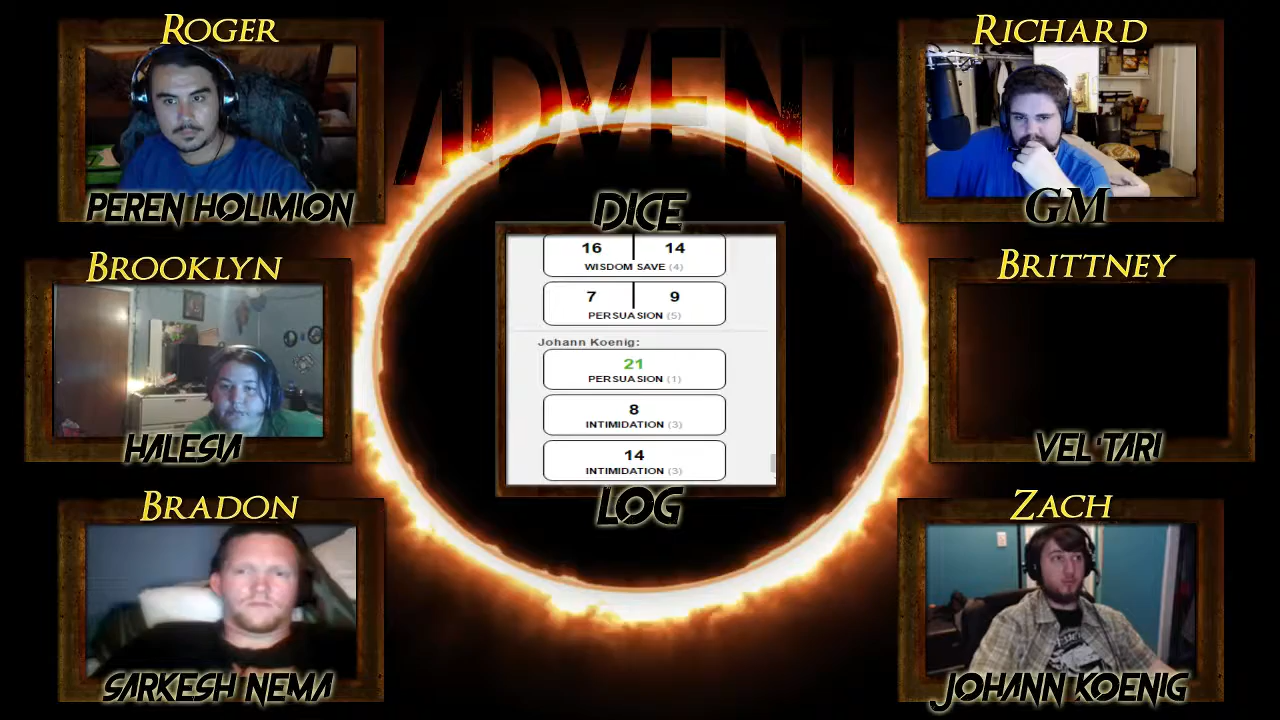 ADVENT
ROGER
PEREN HOLIMION
RICHARD
GM
BROOKLYN
HALESIA
BRITTNEY
VEL'TARI
BRADON
SARKESH NEMA
ZACH
JOHANN KOENIG
DICE
16 14
WISDOM SAVE (4)
7 9
PERSUASION (5)
Johann Koenig:
21
PERSUASION (1)
8
INTIMIDATION (3)
14
INTIMIDATION (3)
LOG